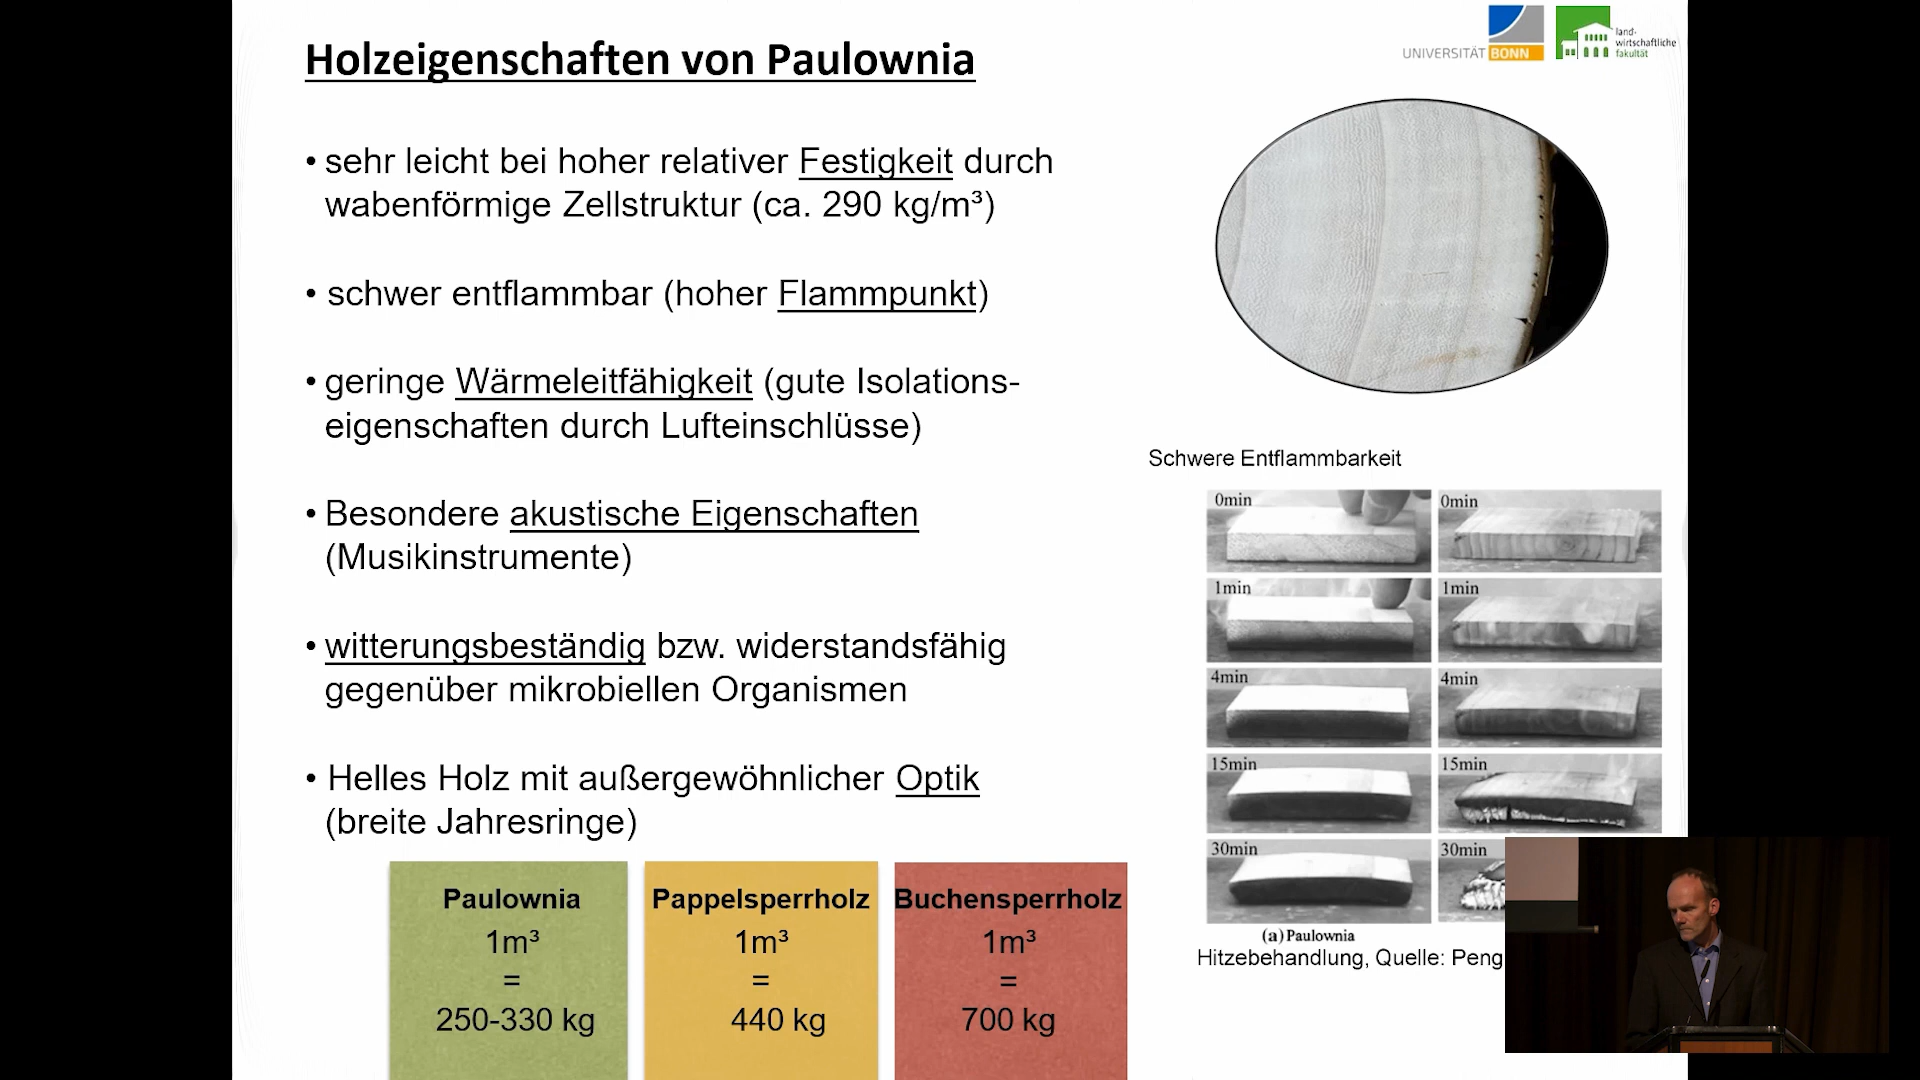 Holzeigenschaften von Paulownia
UNIVERSITÄT BONN
land-
wirtschaftliche
fakultät
• sehr leicht bei hoher relativer Festigkeit durch
wabenförmige Zellstruktur (ca. 290 kg/m³)
• schwer entflammbar (hoher Flammpunkt)
• geringe Wärmeleitfähigkeit (gute Isolations-
eigenschaften durch Lufteinschlüsse)
• Besondere akustische Eigenschaften
(Musikinstrumente)
• witterungsbeständig bzw. widerstandsfähig
gegenüber mikrobiellen Organismen
• Helles Holz mit außergewöhnlicher Optik
(breite Jahresringe)
Paulownia
1m³
=
250-330 kg
Pappelsperrholz
1m³
=
440 kg
Buchensperrholz
1m³
=
700 kg
Schwere Entflammbarkeit
0min 0min
1min 1min
4min 4min
15min 15min
30min 30min
(a) Paulownia
Hitzebehandlung, Quelle: Peng